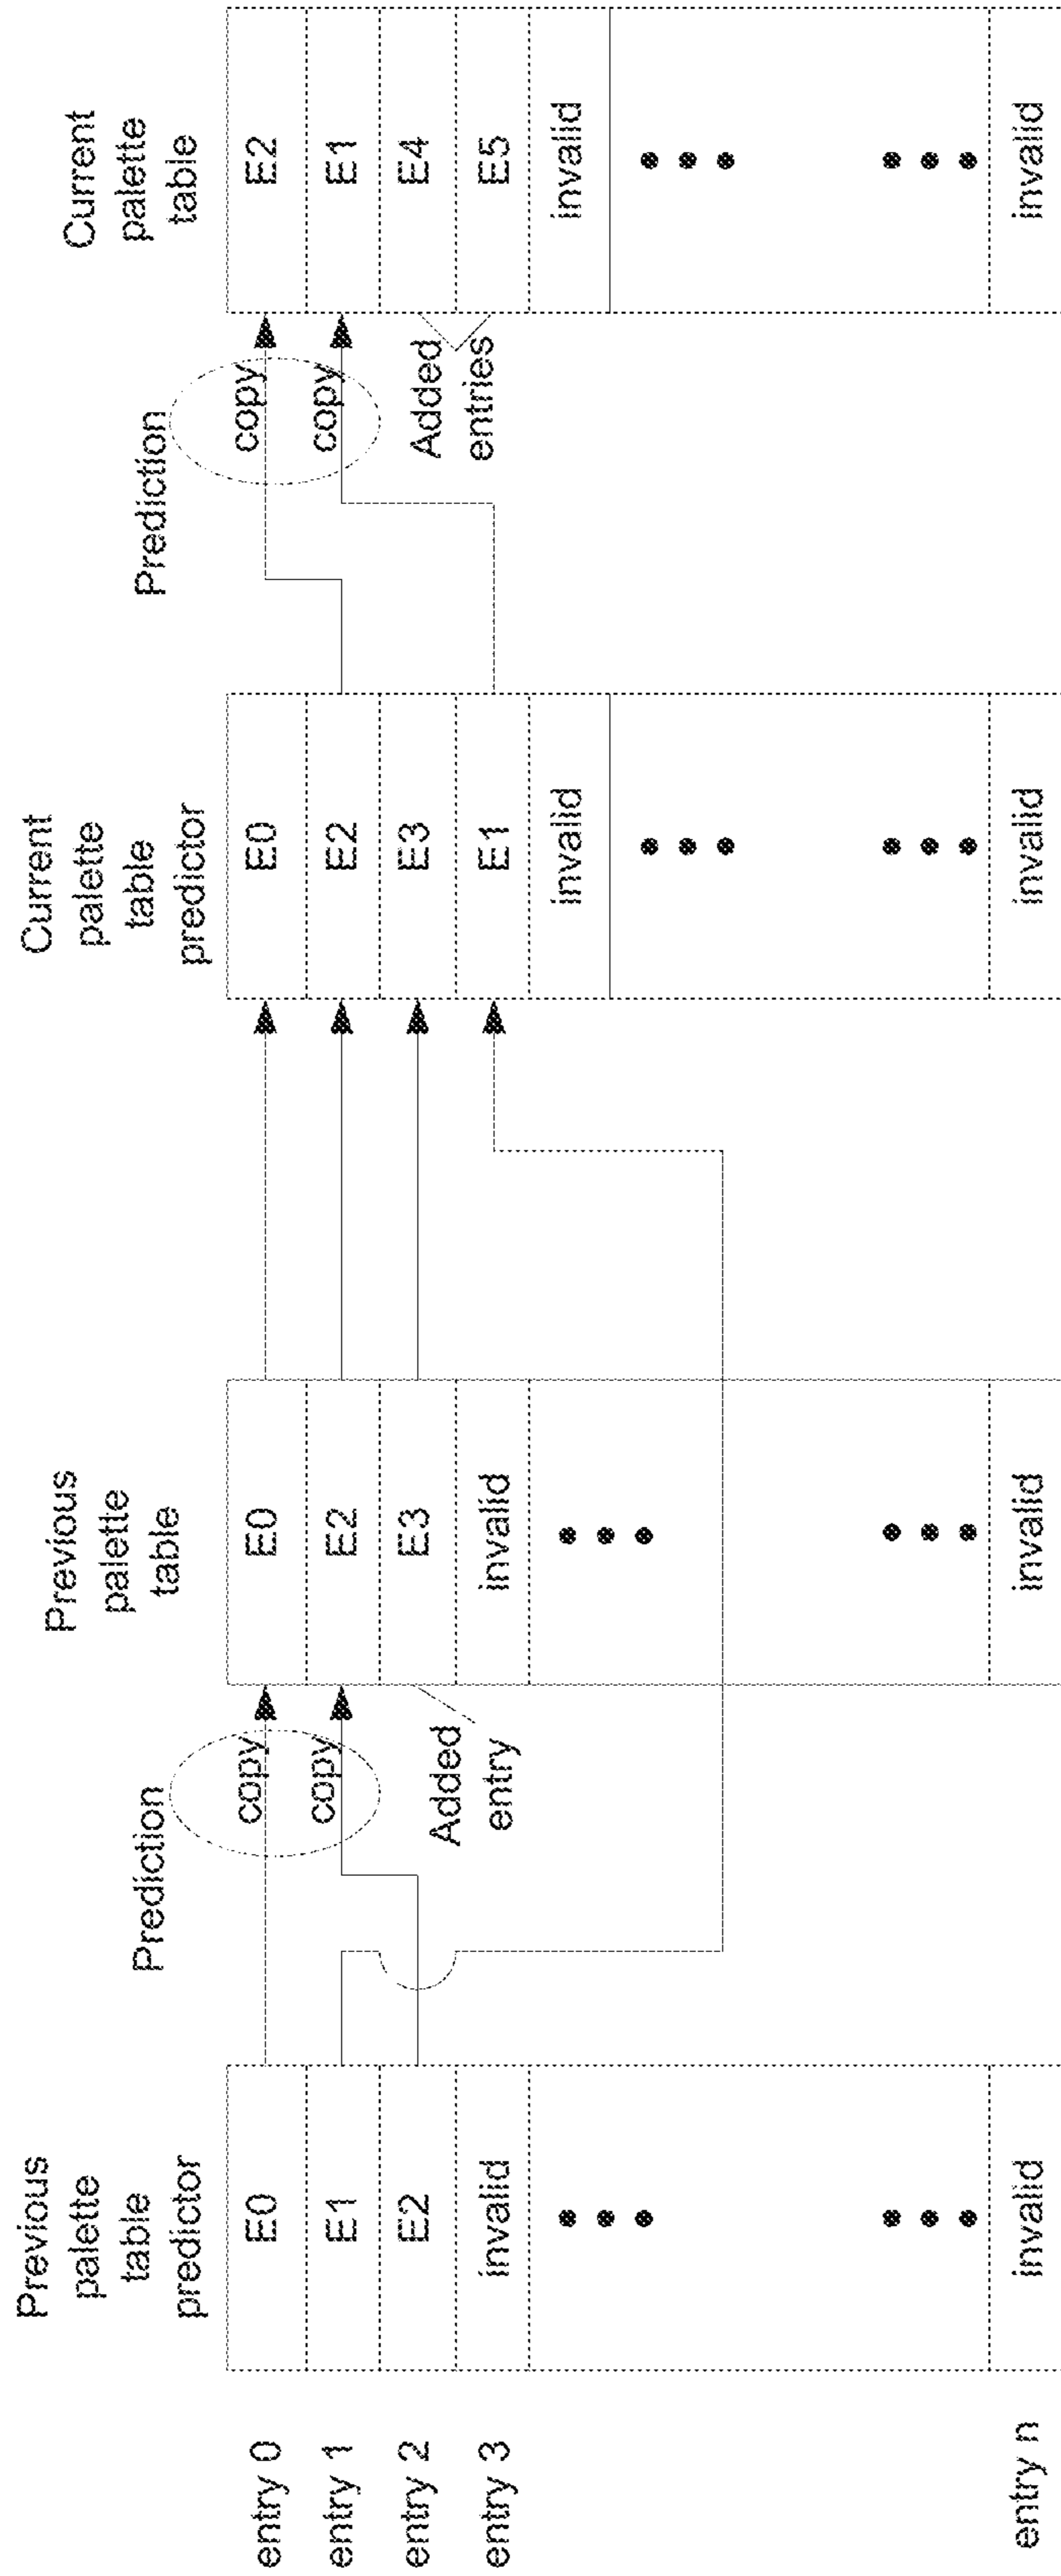 Previous
palette
table
predictor
Previous
palette
table
Current
palette
table
predictor
Current
palette
table
Prediction
Prediction
entry 0
E0
copy
E0
E0
copy
E2
entry 1
E1
copy
E2
E2
copy
E1
entry 2
E2
Added
entry
E3
E3
Added
entries
E4
entry 3
invalid
invalid
E1
E5
invalid
invalid
entry n
invalid
invalid
invalid
invalid